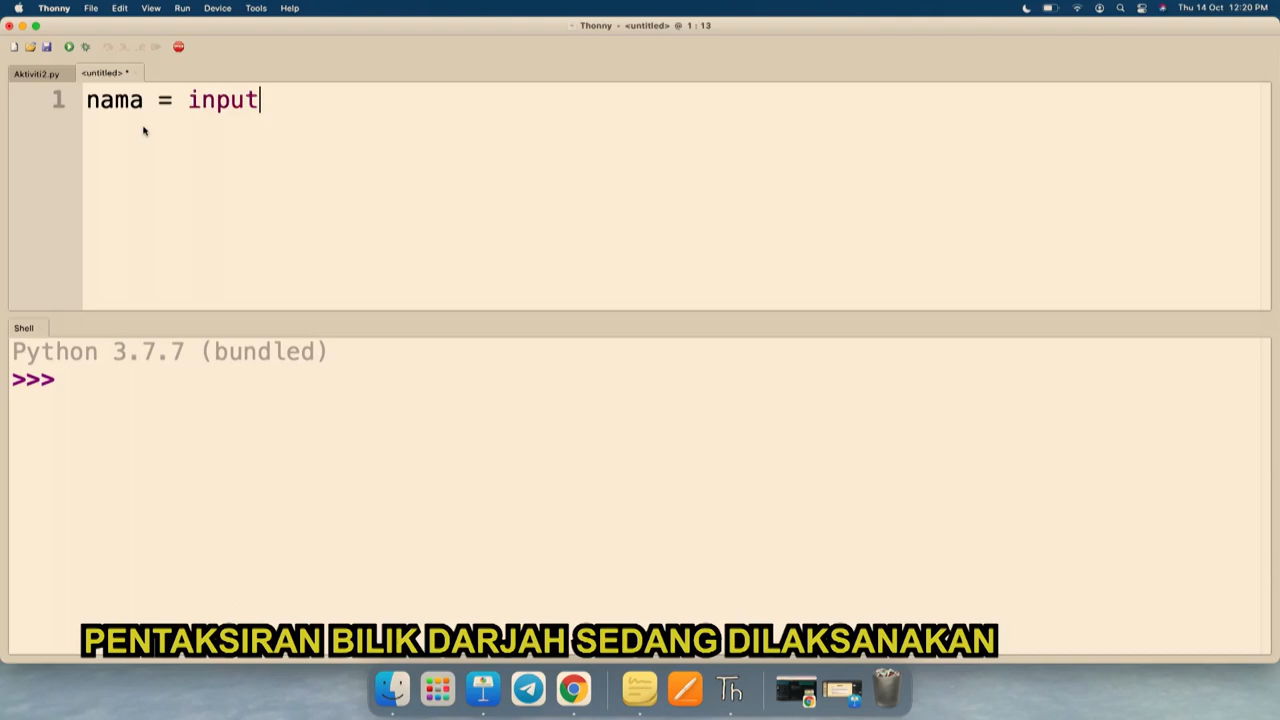 Thonny File Edit View Run Device Tools Help Thu 14 Oct 12:20 PM
Thonny - <untitled> @ 1 : 13
Aktiviti2.py <untitled> *
1 nama = input
Shell
Python 3.7.7 (bundled)
>>>
PENTAKSIRAN BILIK DARJAH SEDANG DILAKSANAKAN
Th